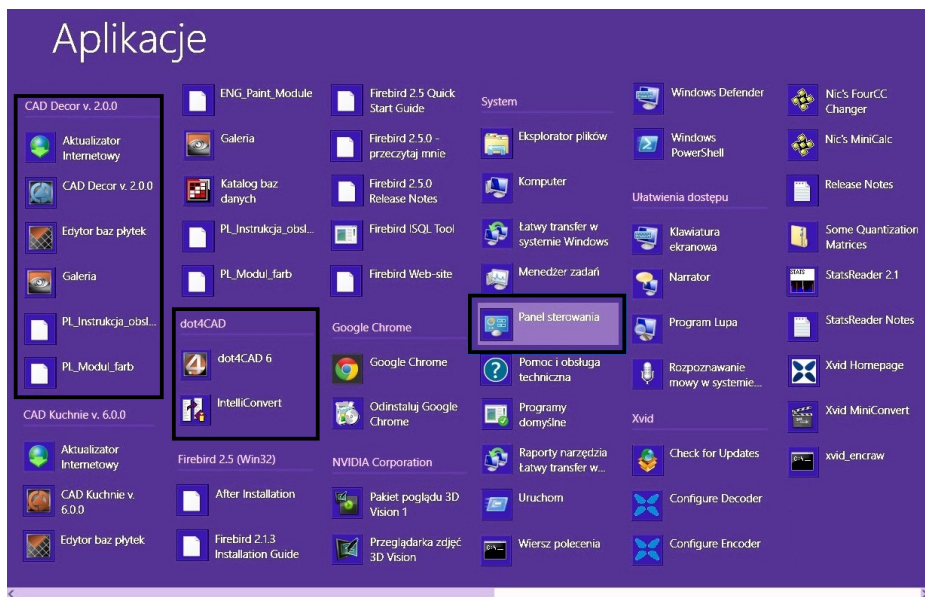 Aplikacje
CAD Decor v. 2.0.0
Aktualizator
Internetowy
CAD Decor v. 2.0.0
Edytor baz płytek
Galeria
PL_Instrukcja_obsl...
PL_Modul_farb
CAD Kuchnie v. 6.0.0
Aktualizator
Internetowy
CAD Kuchnie v.
6.0.0
Edytor baz płytek
ENG_Paint_Module
Galeria
Katalog baz
danych
PL_Instrukcja_obsl...
PL_Modul_farb
dot4CAD
dot4CAD 6
IntelliConvert
Firebird 2.5 (Win32)
After Installation
Firebird 2.1.3
Installation Guide
Firebird 2.5 Quick
Start Guide
Firebird 2.5.0 -
przeczytaj mnie
Firebird 2.5.0
Release Notes
Firebird ISQL Tool
Firebird Web-site
Google Chrome
Google Chrome
Odinstaluj Google
Chrome
NVIDIA Corporation
Pakiet poglądu 3D
Vision 1
Przeglądarka zdjęć
3D Vision
System
Eksplorator plików
Komputer
Łatwy transfer w
systemie Windows
Menedżer zadań
Panel sterowania
Pomoc i obsługa
techniczna
Programy
domyślne
Raporty narzędzia
Łatwy transfer w...
Uruchom
Wiersz polecenia
Windows Defender
Windows
PowerShell
Ułatwienia dostępu
Klawiatura
ekranowa
Narrator
Program Lupa
Rozpoznawanie
mowy w systemie...
Xvid
Check for Updates
Configure Decoder
Configure Encoder
Nic's FourCC
Changer
Nic's MiniCalc
Release Notes
Some Quantization
Matrices
STATS
StatsReader 2.1
StatsReader Notes
Xvid Homepage
Xvid MiniConvert
xvid_encraw